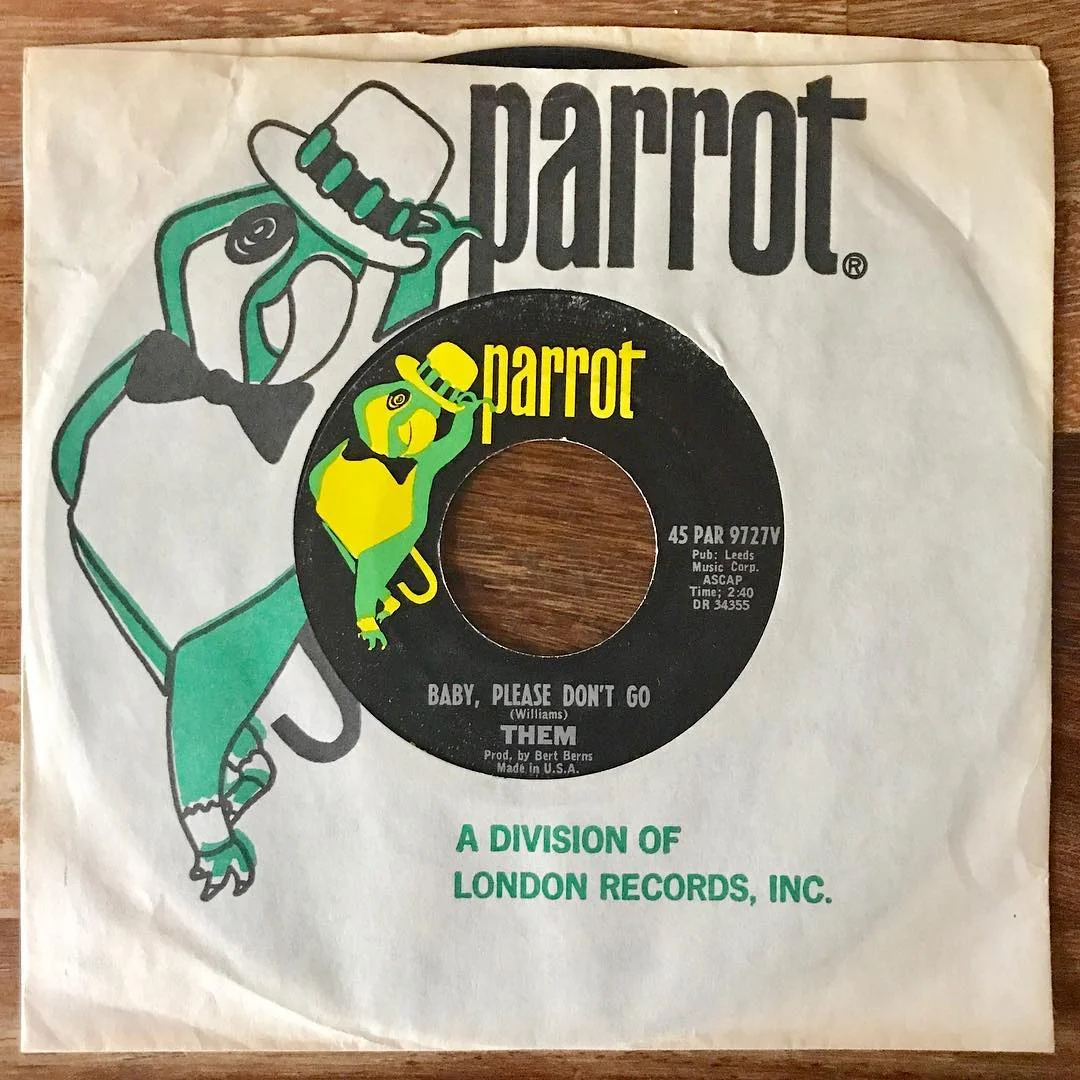 parrot®
parrot
45 PAR 9727V
Pub: Leeds
Music Corp.
ASCAP
Time; 2:40
DR 34355
BABY, PLEASE DON'T GO
(Williams)
THEM
Prod. by Bert Berns
Made in U.S.A.
A DIVISION OF
LONDON RECORDS, INC.